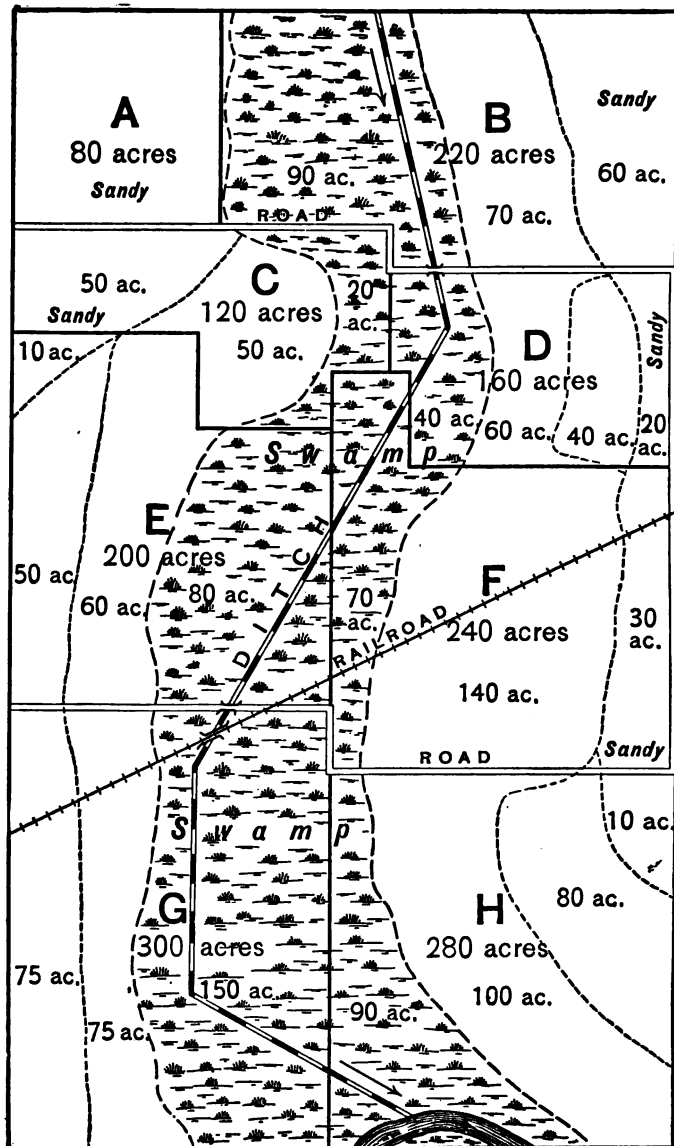 A
80 acres
Sandy
90 ac.
ROAD
B
220 acres
70 ac.
Sandy
60 ac.
50 ac.
Sandy
10 ac.
C
120 acres
50 ac.
20
ac.
D
160 acres
40 ac.
60 ac.
40 ac.
Sandy
20
ac.
Swamp
E
200 acres
50 ac.
60 ac.
80 ac.
DITCH
70
ac.
RAILROAD
F
240 acres
140 ac.
30
ac.
ROAD
Sandy
Swamp
G
300 acres
150 ac.
75 ac.
75 ac.
90 ac.
H
280 acres
100 ac.
80 ac.
10 ac.